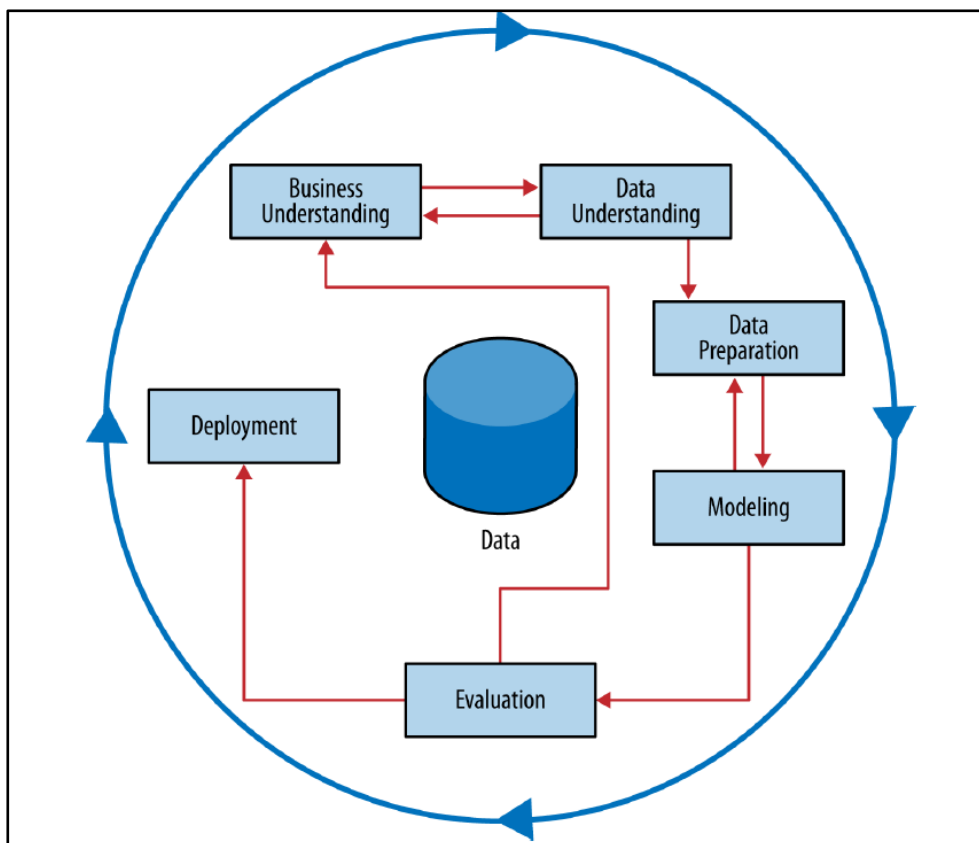 Business
Understanding
Data
Understanding
Data
Preparation
Deployment
Modeling
Data
Evaluation